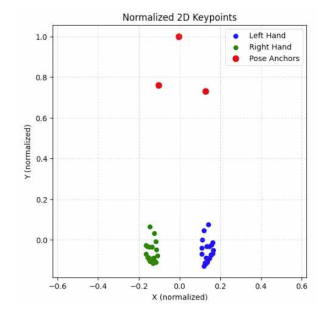 Normalized 2D Keypoints
Left Hand
Right Hand
Pose Anchors
1.0
0.8
0.6
0.4
0.2
0.0
Y (normalized)
−0.6 −0.4 −0.2 0.0 0.2 0.4 0.6
X (normalized)